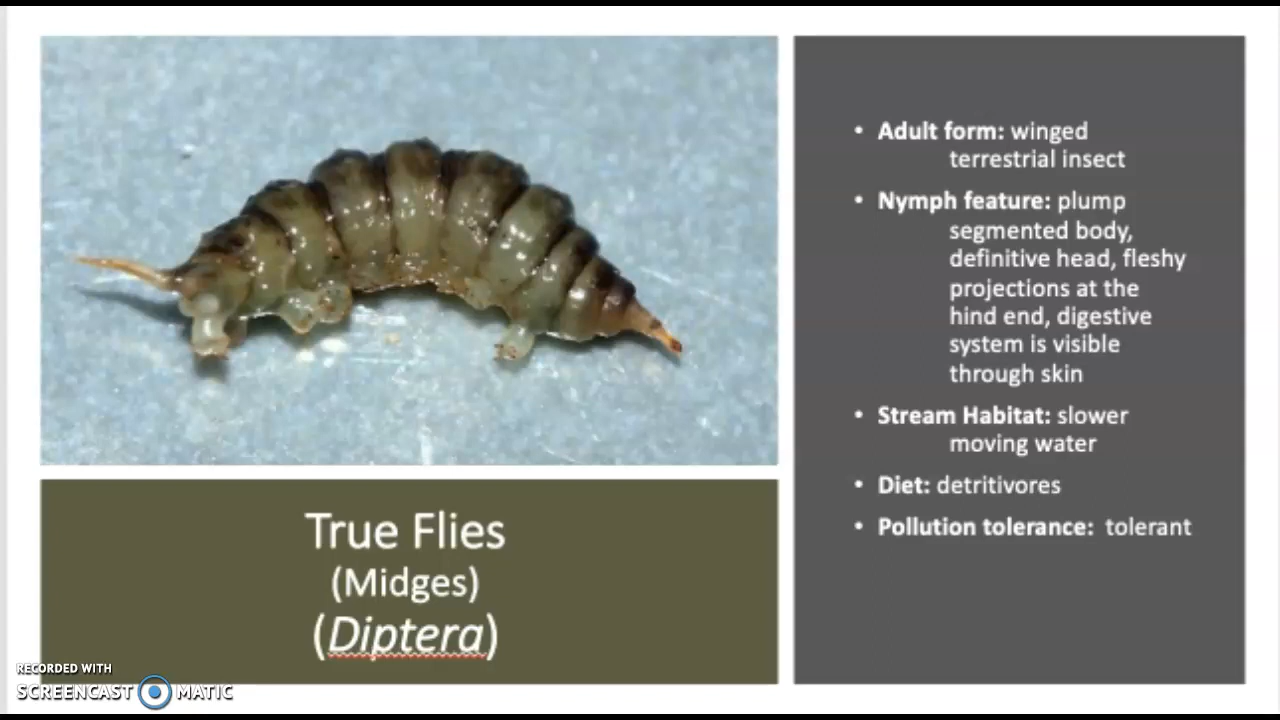 • Adult form: winged
terrestrial insect
• Nymph feature: plump
segmented body,
definitive head, fleshy
projections at the
hind end, digestive
system is visible
through skin
• Stream Habitat: slower
moving water
• Diet: detritivores
• Pollution tolerance: tolerant
True Flies
(Midges)
(Diptera)
RECORDED WITH
SCREENCAST MATIC